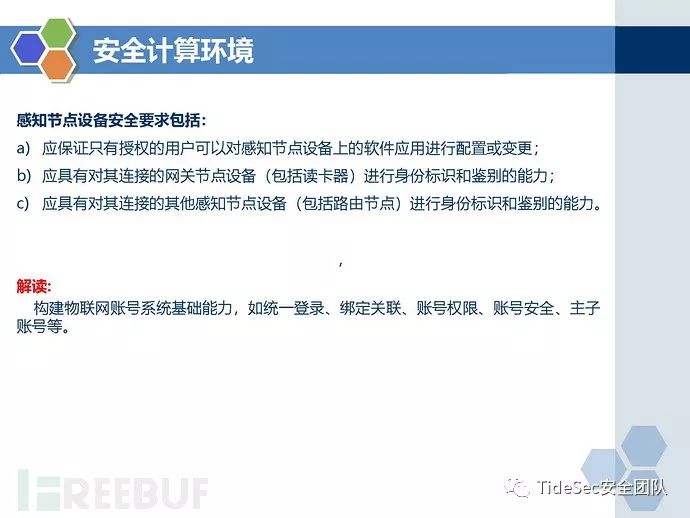 安全计算环境
感知节点设备安全要求包括：
a) 应保证只有授权的用户可以对感知节点设备上的软件应用进行配置或变更；
b) 应具有对其连接的网关节点设备（包括读卡器）进行身份标识和鉴别的能力；
c) 应具有对其连接的其他感知节点设备（包括路由节点）进行身份标识和鉴别的能力。
，
解读:
构建物联网账号系统基础能力，如统一登录、绑定关联、账号权限、账号安全、主子
账号等。
FREEBUF
TideSec安全团队